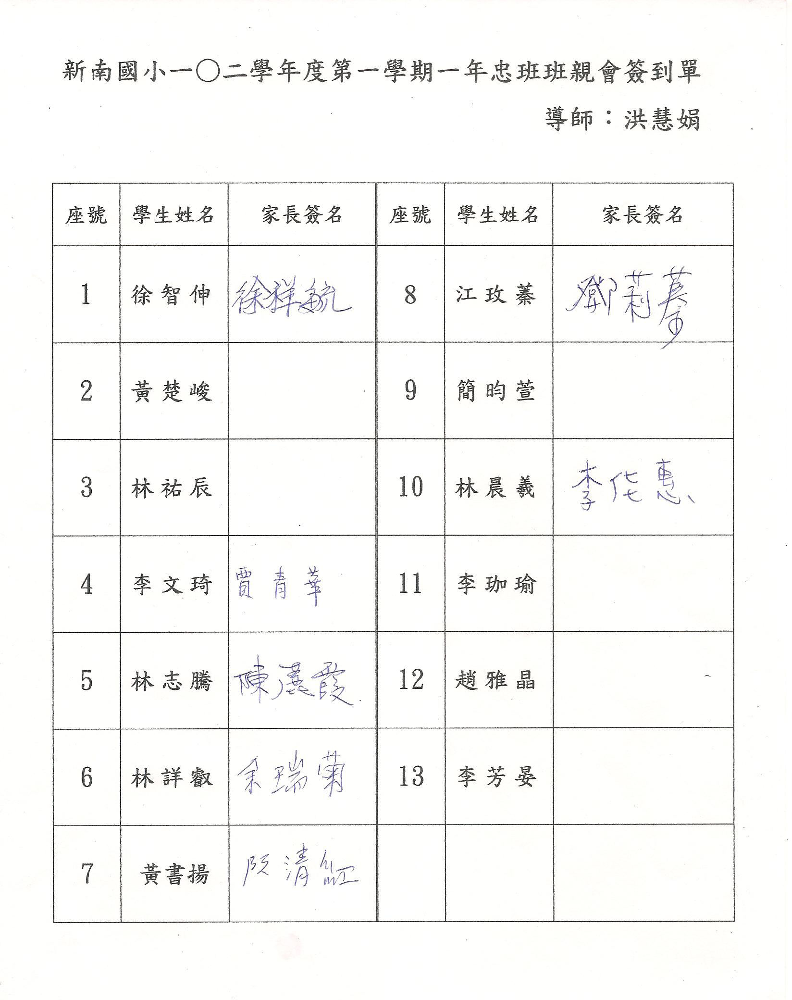 新南國小一〇二學年度第一學期一年忠班班親會簽到單
導師：洪慧娟
座號 學生姓名 家長簽名 座號 學生姓名 家長簽名
1 徐智伸 徐祥毓 8 江玫蓁 鄧莉蓁
2 黃楚峻 9 簡昀萱
3 林祐辰 10 林晨羲 李佬惠
4 李文琦 賈青華 11 李珈瑜
5 林志騰 陳麗霞 12 趙雅晶
6 林詳叡 余瑞菊 13 李芳晏
7 黃書揚 阮清紅